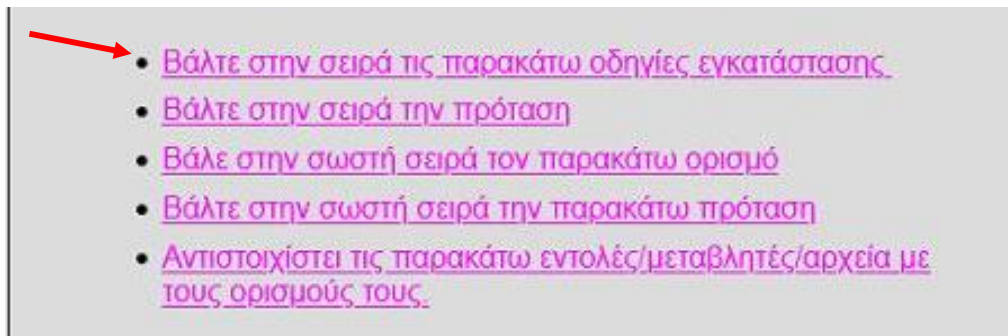 • Βάλτε στην σειρά τις παρακάτω οδηγίες εγκατάστασης
• Βάλτε στην σειρά την πρόταση
• Βάλε στην σωστή σειρά τον παρακάτω ορισμό
• Βάλτε στην σωστή σειρά την παρακάτω πρόταση
• Αντιστοιχίστει τις παρακάτω εντολές/μεταβλητές/αρχεία με
τους ορισμούς τους